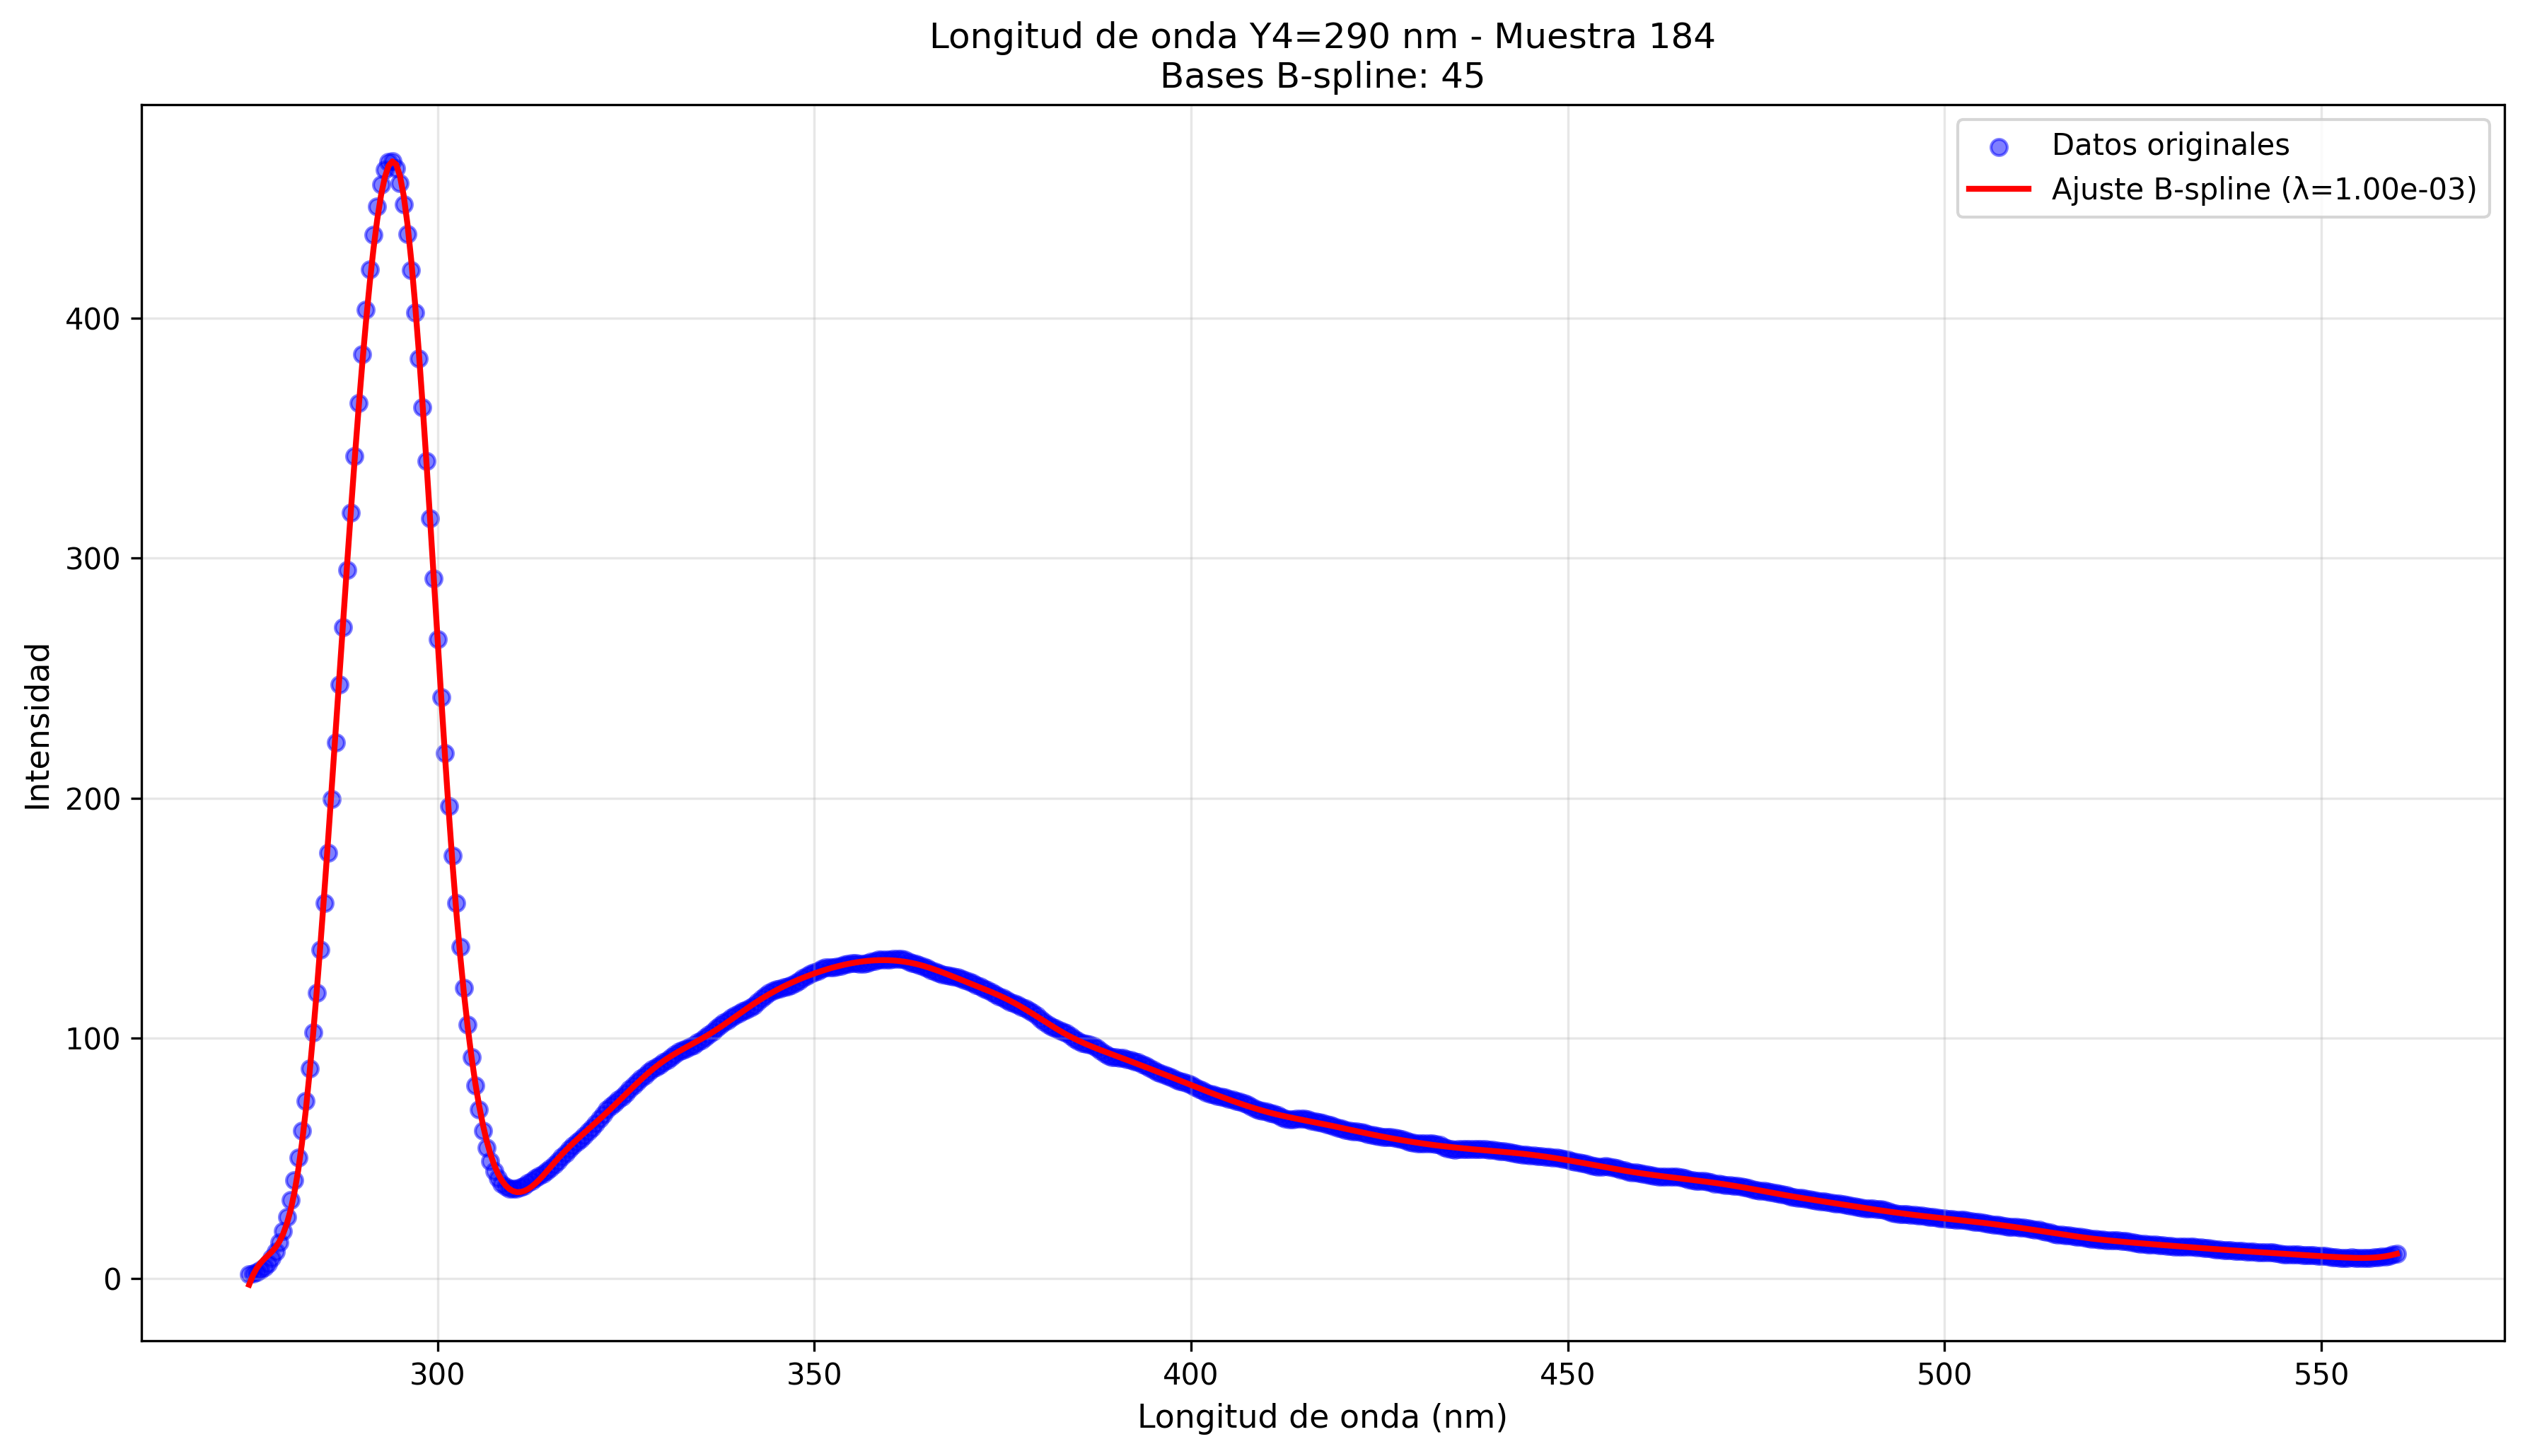 Longitud de onda Y4=290 nm - Muestra 184
Bases B-spline: 45
Datos originales
Ajuste B-spline (λ=1.00e-03)
Intensidad
400
300
200
100
0
300 350 400 450 500 550
Longitud de onda (nm)